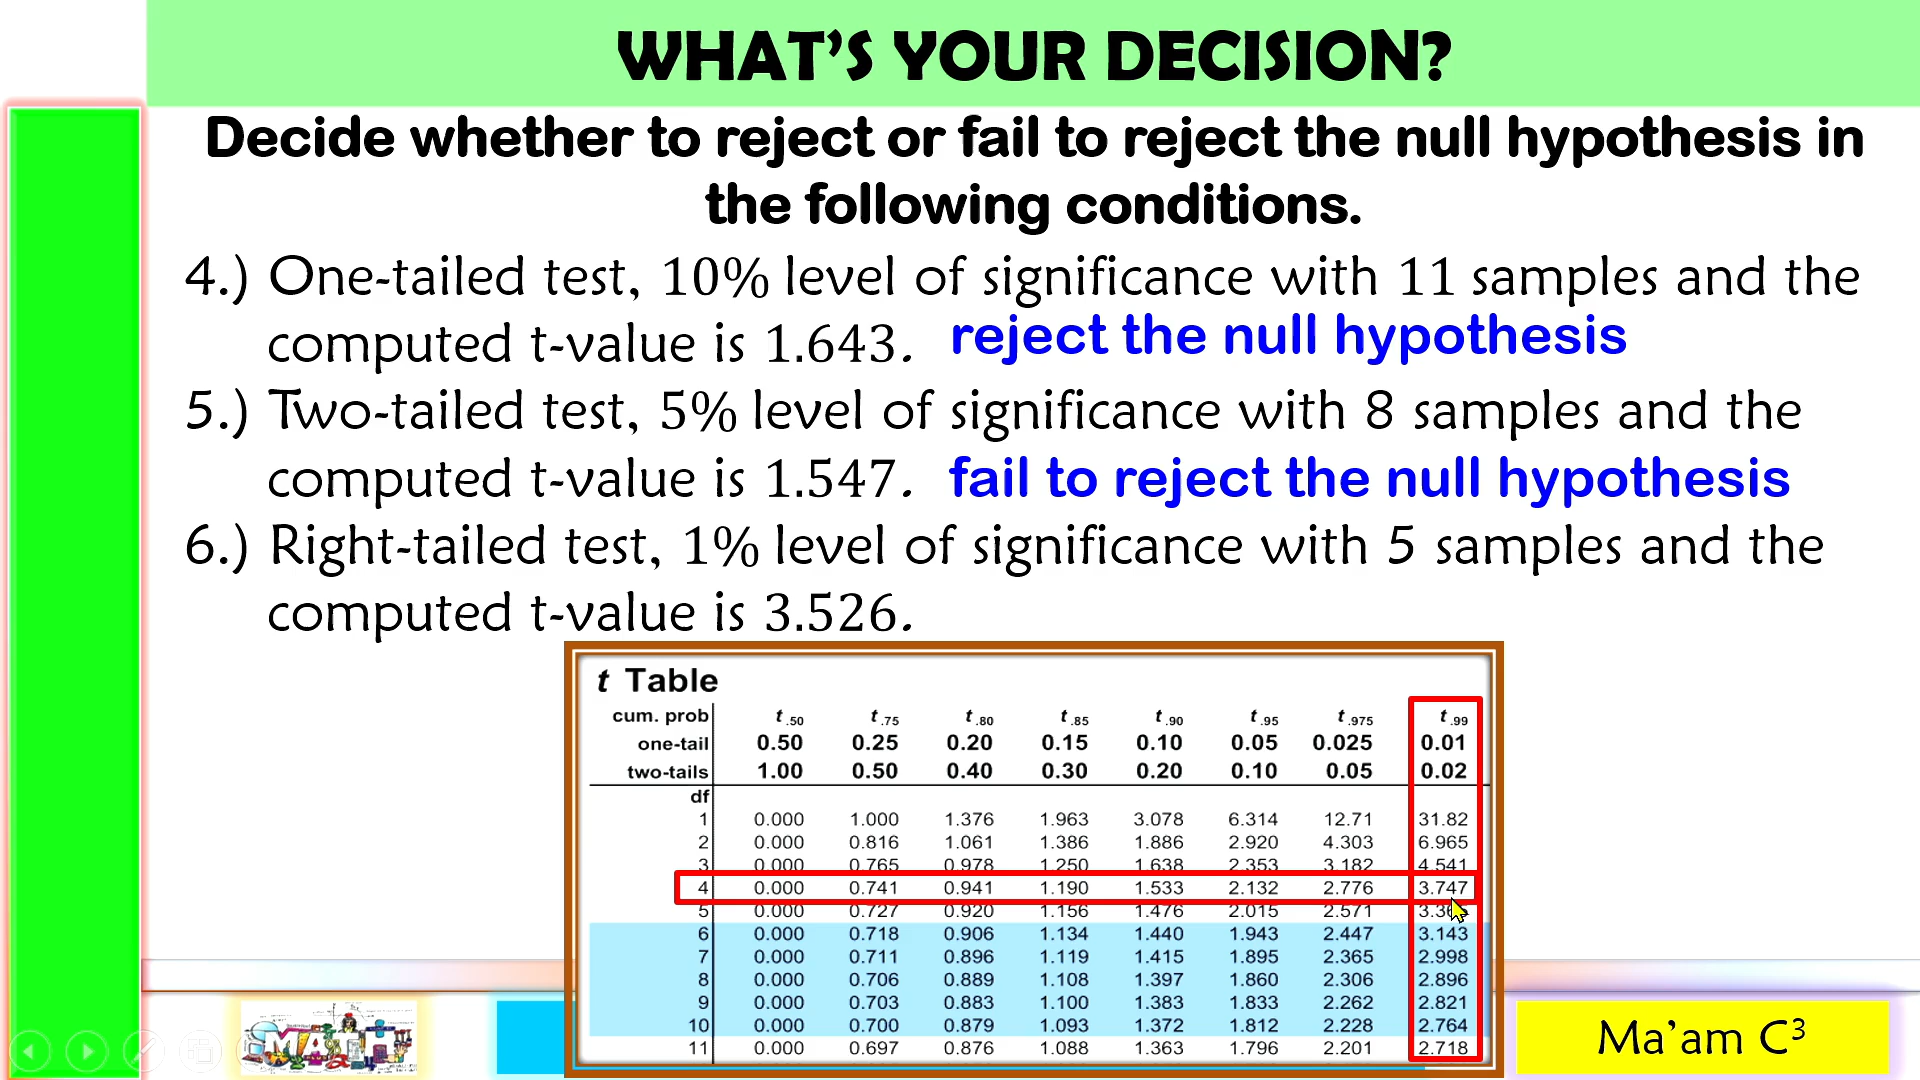 WHAT'S YOUR DECISION?
Decide whether to reject or fail to reject the null hypothesis in
the following conditions.
4.) One-tailed test, 10% level of significance with 11 samples and the
computed t-value is 1.643. reject the null hypothesis
5.) Two-tailed test, 5% level of significance with 8 samples and the
computed t-value is 1.547. fail to reject the null hypothesis
6.) Right-tailed test, 1% level of significance with 5 samples and the
computed t-value is 3.526.
t Table
cum. prob t .50 t .75 t .80 t .85 t .90 t .95 t .975 t .99
one-tail 0.50 0.25 0.20 0.15 0.10 0.05 0.025 0.01
two-tails 1.00 0.50 0.40 0.30 0.20 0.10 0.05 0.02
df
1 0.000 1.000 1.376 1.963 3.078 6.314 12.71 31.82
2 0.000 0.816 1.061 1.386 1.886 2.920 4.303 6.965
3 0.000 0.765 0.978 1.250 1.638 2.353 3.182 4.541
4 0.000 0.741 0.941 1.190 1.533 2.132 2.776 3.747
5 0.000 0.727 0.920 1.156 1.476 2.015 2.571
6 0.000 0.718 0.906 1.134 1.440 1.943 2.447 3.143
7 0.000 0.711 0.896 1.119 1.415 1.895 2.365 2.998
8 0.000 0.706 0.889 1.108 1.397 1.860 2.306 2.896
9 0.000 0.703 0.883 1.100 1.383 1.833 2.262 2.821
10 0.000 0.700 0.879 1.093 1.372 1.812 2.228 2.764
11 0.000 0.697 0.876 1.088 1.363 1.796 2.201 2.718
MATH
Ma'am C³